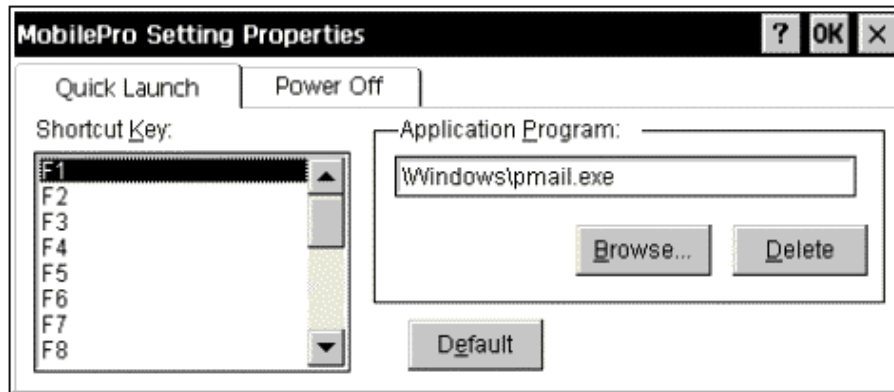 MobilePro Setting Properties ? OK ×
Quick Launch Power Off
Shortcut Key:
F1
F2
F3
F4
F5
F6
F7
F8
Application Program:
\Windows\pmail.exe
Browse... Delete
Default